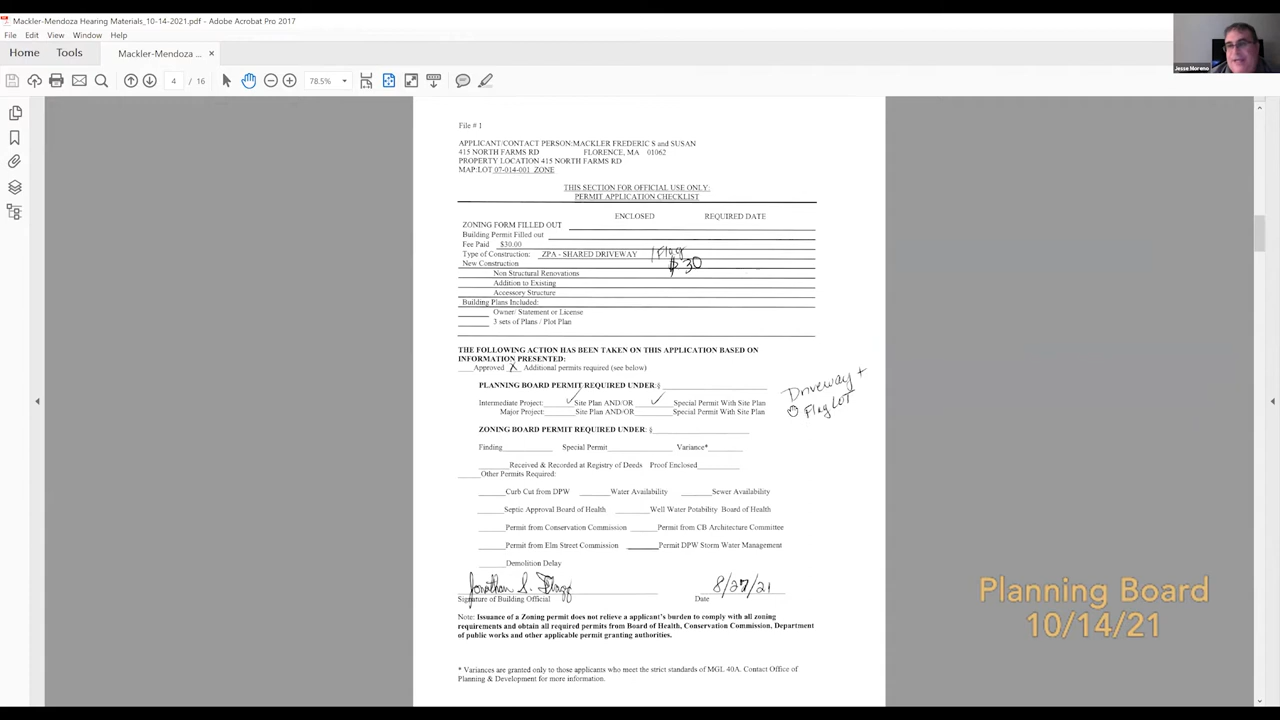 Mackler-Mendoza Hearing Materials_10-14-2021.pdf - Adobe Acrobat Pro 2017
File Edit View Window Help
Home Tools Mackler-Mendoza ... ×
4 / 16 78.5%
Jesse Moreno
File # 1
APPLICANT/CONTACT PERSON:MACKLER FREDERIC S and SUSAN
415 NORTH FARMS RD FLORENCE, MA 01062
PROPERTY LOCATION 415 NORTH FARMS RD
MAP:LOT 07-014-001 ZONE
THIS SECTION FOR OFFICIAL USE ONLY:
PERMIT APPLICATION CHECKLIST
ENCLOSED REQUIRED DATE
ZONING FORM FILLED OUT
Building Permit Filled out
Fee Paid $30.00
Type of Construction: ZPA - SHARED DRIVEWAY / Flag
$30
New Construction
Non Structural Renovations
Addition to Existing
Accessory Structure
Building Plans Included:
Owner/ Statement or License
3 sets of Plans / Plot Plan
THE FOLLOWING ACTION HAS BEEN TAKEN ON THIS APPLICATION BASED ON
INFORMATION PRESENTED:
Approved X Additional permits required (see below)
PLANNING BOARD PERMIT REQUIRED UNDER:§
Intermediate Project: ✓ Site Plan AND/OR ✓ Special Permit With Site Plan
Major Project: Site Plan AND/OR Special Permit With Site Plan
Driveway +
Flag LOT
ZONING BOARD PERMIT REQUIRED UNDER: §
Finding Special Permit Variance*
Received & Recorded at Registry of Deeds Proof Enclosed
Other Permits Required:
Curb Cut from DPW Water Availability Sewer Availability
Septic Approval Board of Health Well Water Potability Board of Health
Permit from Conservation Commission Permit from CB Architecture Committee
Permit from Elm Street Commission Permit DPW Storm Water Management
Demolition Delay
Jonathan S. Flagg 8/27/21
Signature of Building Official Date
Note: Issuance of a Zoning permit does not relieve a applicant's burden to comply with all zoning
requirements and obtain all required permits from Board of Health, Conservation Commission, Department
of public works and other applicable permit granting authorities.
* Variances are granted only to those applicants who meet the strict standards of MGL 40A. Contact Office of
Planning & Development for more information.
Planning Board
10/14/21